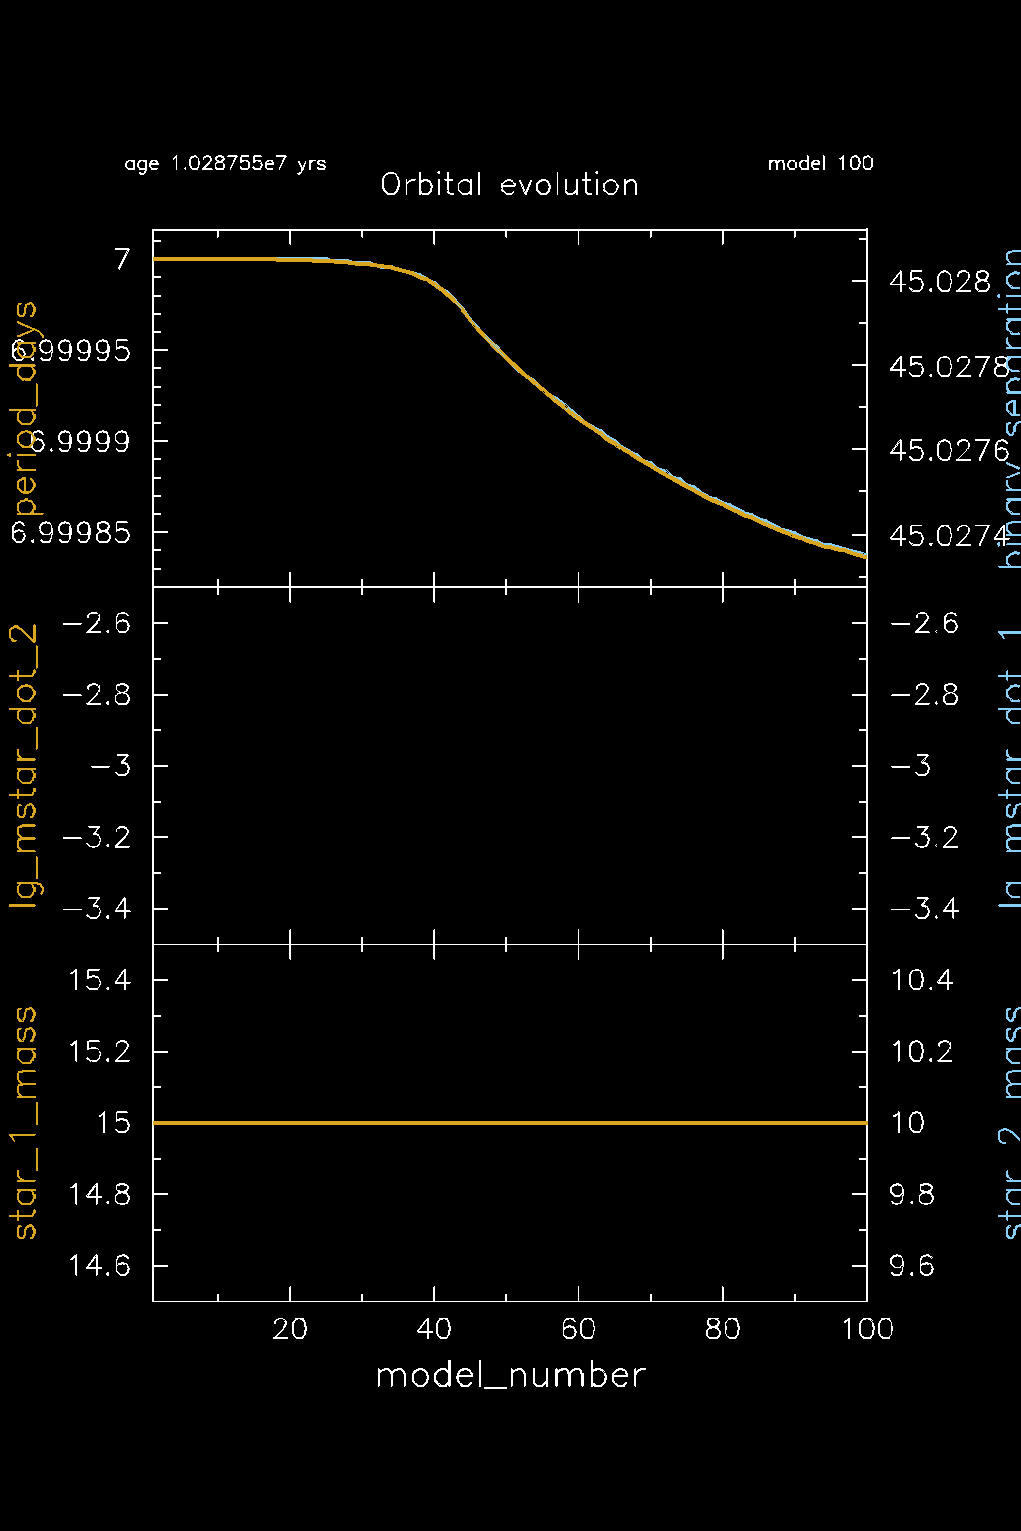 age 1.028755e7 yrs
model 100
Orbital evolution
period_days
7
6.99995
6.9999
6.99985
45.028
45.0278
45.0276
45.0274
binary_separation
lg_mstar_dot_2
-2.6
-2.8
-3
-3.2
-3.4
-2.6
-2.8
-3
-3.2
-3.4
lg_mstar_dot_1
star_1_mass
15.4
15.2
15
14.8
14.6
10.4
10.2
10
9.8
9.6
star_2_mass
20 40 60 80 100
model_number